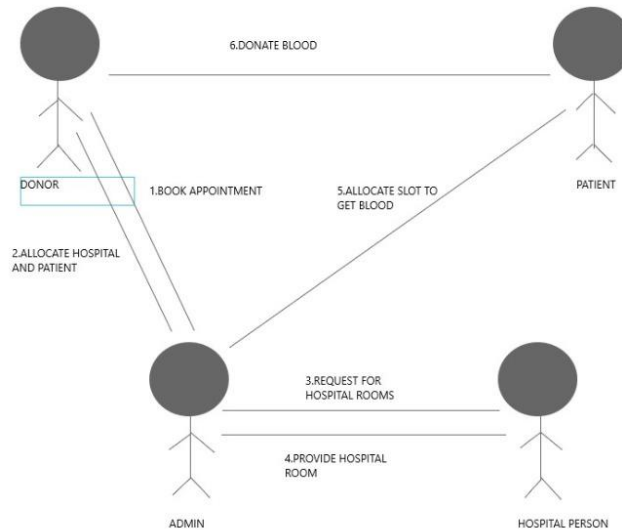 6.DONATE BLOOD
DONOR
1.BOOK APPOINTMENT
5.ALLOCATE SLOT TO
GET BLOOD
PATIENT
2.ALLOCATE HOSPITAL
AND PATIENT
3.REQUEST FOR
HOSPITAL ROOMS
4.PROVIDE HOSPITAL
ROOM
ADMIN
HOSPITAL PERSON